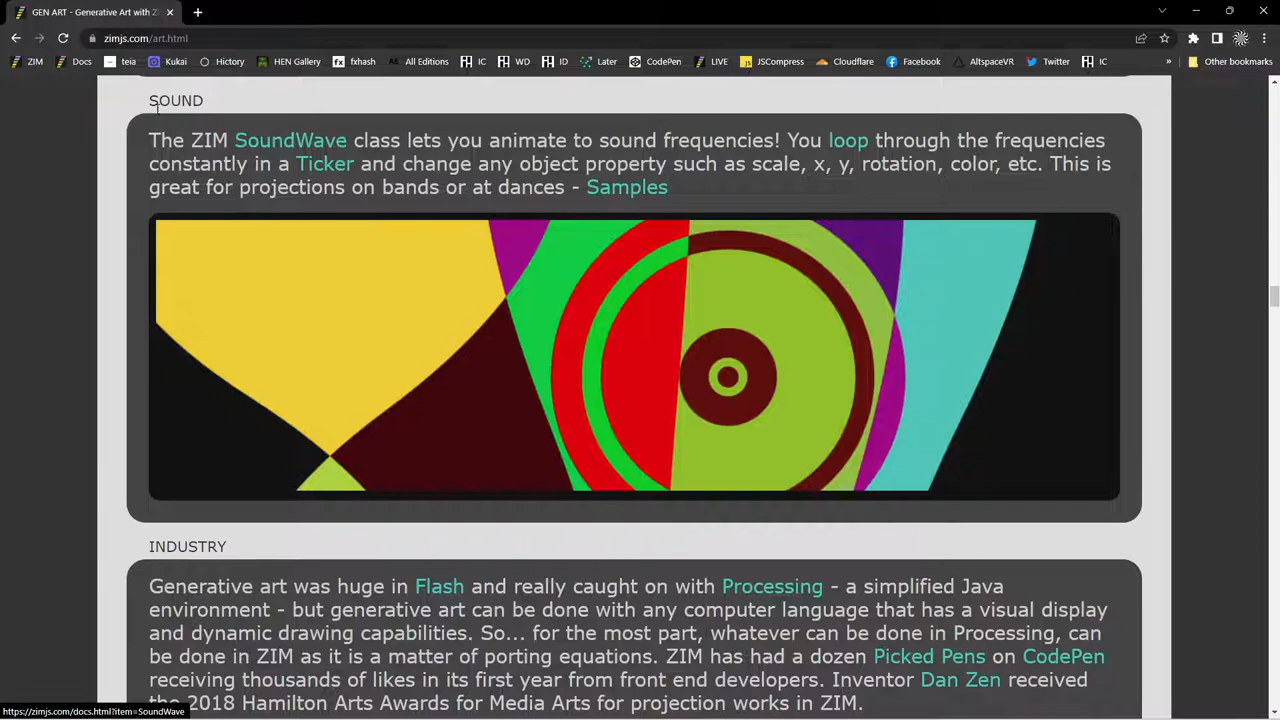 GEN ART - Generative Art with Z
zimjs.com/art.html
ZIM Docs teia Kukai Hictory HEN Gallery fx fxhash AK All Editions IC WD ID Later CodePen LIVE JS JSCompress Cloudflare Facebook AltspaceVR Twitter IC » Other bookmarks
SOUND
The ZIM SoundWave class lets you animate to sound frequencies! You loop through the frequencies
constantly in a Ticker and change any object property such as scale, x, y, rotation, color, etc. This is
great for projections on bands or at dances - Samples
INDUSTRY
Generative art was huge in Flash and really caught on with Processing - a simplified Java
environment - but generative art can be done with any computer language that has a visual display
and dynamic drawing capabilities. So... for the most part, whatever can be done in Processing, can
be done in ZIM as it is a matter of porting equations. ZIM has had a dozen Picked Pens on CodePen
receiving thousands of likes in its first year from front end developers. Inventor Dan Zen received
the 2018 Hamilton Arts Awards for Media Arts for projection works in ZIM.
https://zimjs.com/docs.html?item=SoundWave